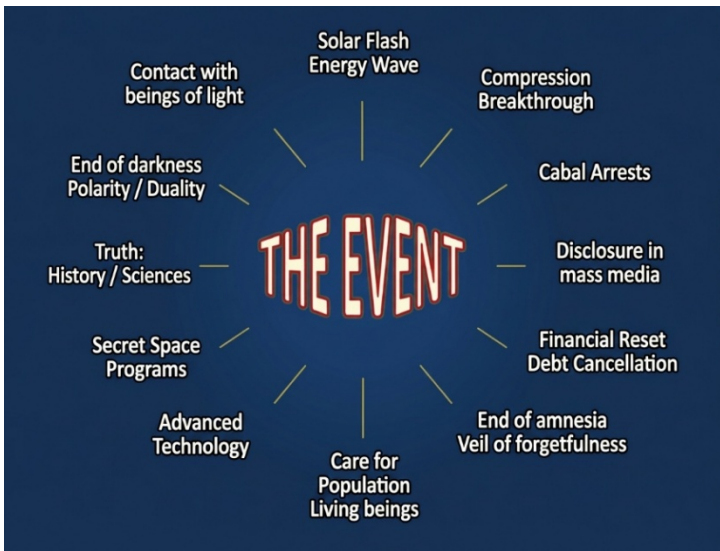 Solar Flash
Energy Wave
Compression
Breakthrough
Cabal Arrests
Disclosure in
mass media
Financial Reset
Debt Cancellation
End of amnesia
Veil of forgetfulness
Care for
Population
Living beings
Advanced
Technology
Secret Space
Programs
Truth:
History / Sciences
End of darkness
Polarity / Duality
Contact with
beings of light
THE EVENT